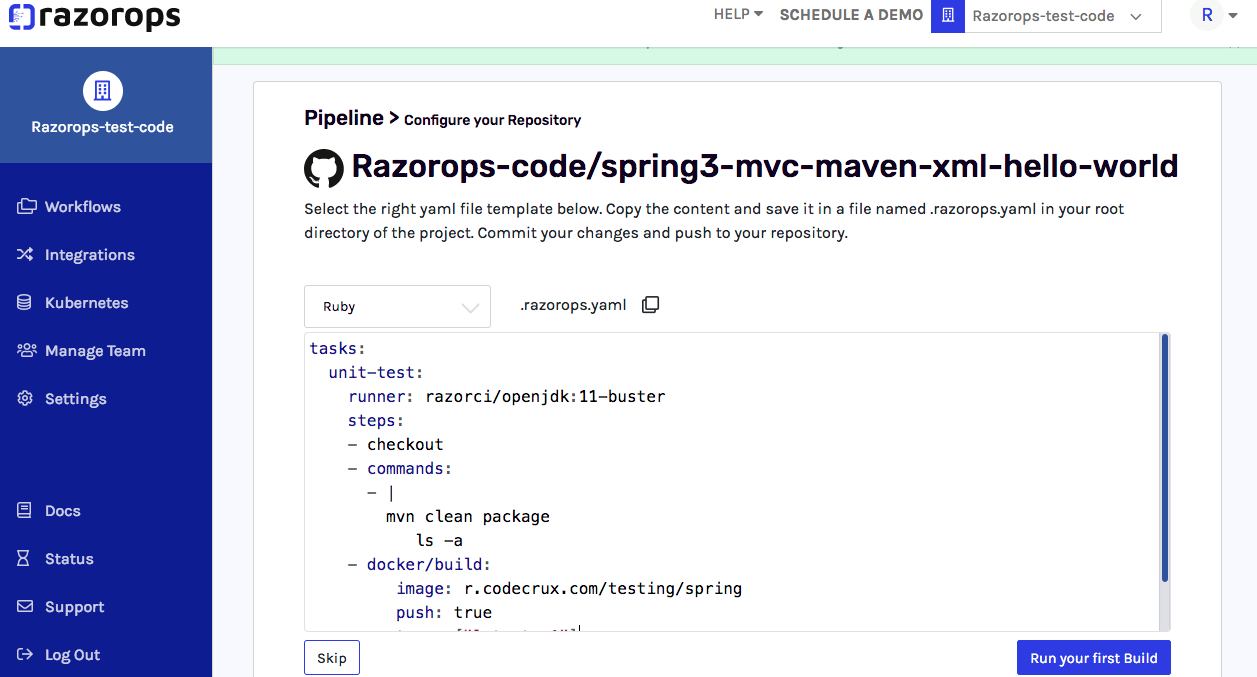 razorops
HELP
SCHEDULE A DEMO
Razorops-test-code
R
Razorops-test-code
Workflows
Integrations
Kubernetes
Manage Team
Settings
Docs
Status
Support
Log Out
Pipeline > Configure your Repository
Razorops-code/spring3-mvc-maven-xml-hello-world
Select the right yaml file template below. Copy the content and save it in a file named .razorops.yaml in your root
directory of the project. Commit your changes and push to your repository.
Ruby
.razorops.yaml
tasks:
unit-test:
runner: razorci/openjdk:11-buster
steps:
- checkout
- commands:
- |
mvn clean package
ls -a
- docker/build:
image: r.codecrux.com/testing/spring
push: true
Skip
Run your first Build